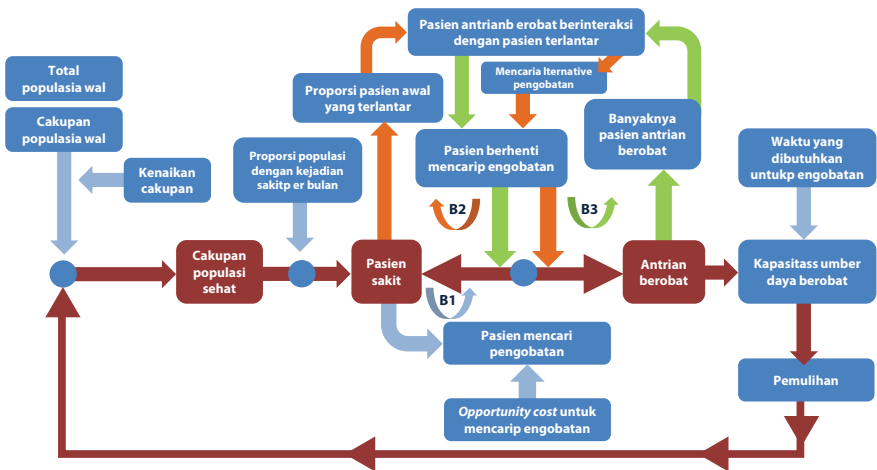 Pasien antrianb erobat berinteraksi
dengan pasien terlantar
Total
populasia wal
Mencaria lternative
pengobatan
Proporsi pasien awal
yang terlantar
Cakupan
populasia wal
Banyaknya
pasien antrian
berobat
Pasien berhenti
mencarip engobatan
Waktu yang
dibutuhkan
untukp engobatan
Kenaikan
cakupan
Proporsi populasi
dengan kejadian
sakitp er bulan
B2
B3
Cakupan
populasi
sehat
Pasien
sakit
Antrian
berobat
Kapasitass umber
daya berobat
B1
Pasien mencari
pengobatan
Pemulihan
Opportunity cost untuk
mencarip engobatan